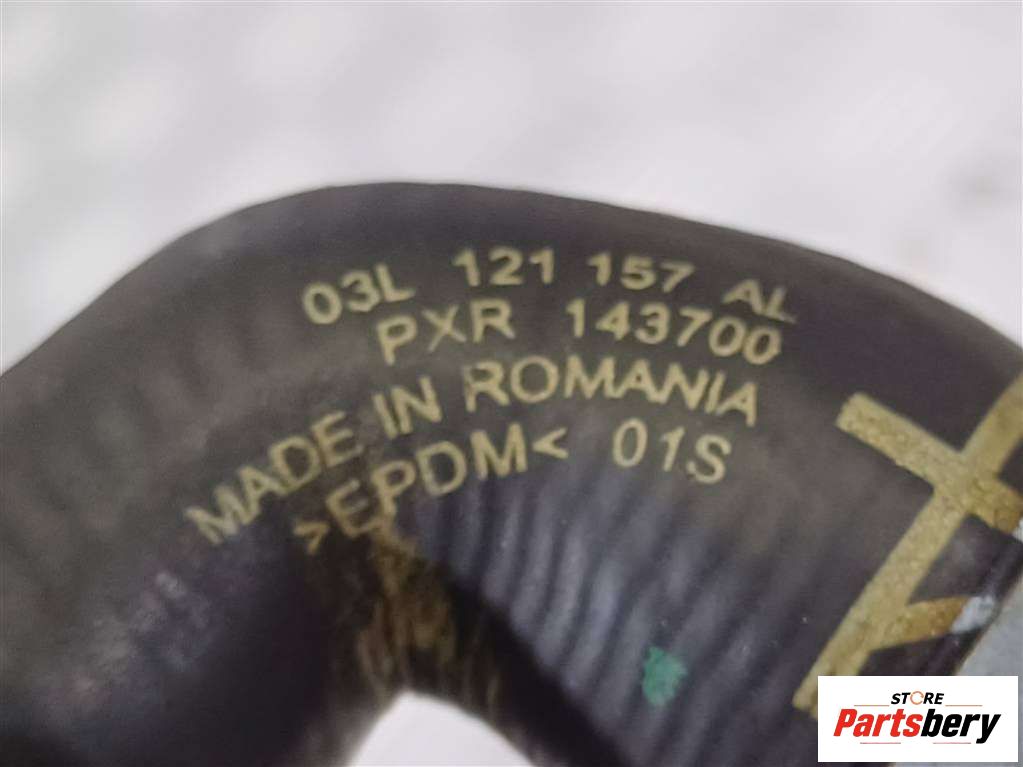 03L 121 157 AL
PXR 143700
MADE IN ROMANIA
>EPDM< 01S
STORE
Partsbery